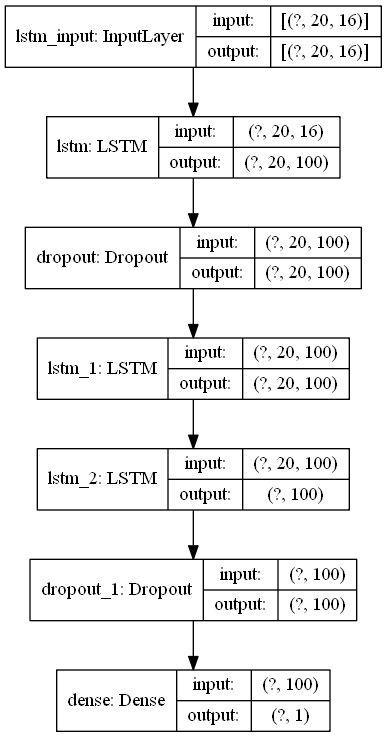 lstm_input: InputLayer
input: [(?, 20, 16)]
output: [(?, 20, 16)]
lstm: LSTM
input: (?, 20, 16)
output: (?, 20, 100)
dropout: Dropout
input: (?, 20, 100)
output: (?, 20, 100)
lstm_1: LSTM
input: (?, 20, 100)
output: (?, 20, 100)
lstm_2: LSTM
input: (?, 20, 100)
output: (?, 100)
dropout_1: Dropout
input: (?, 100)
output: (?, 100)
dense: Dense
input: (?, 100)
output: (?, 1)